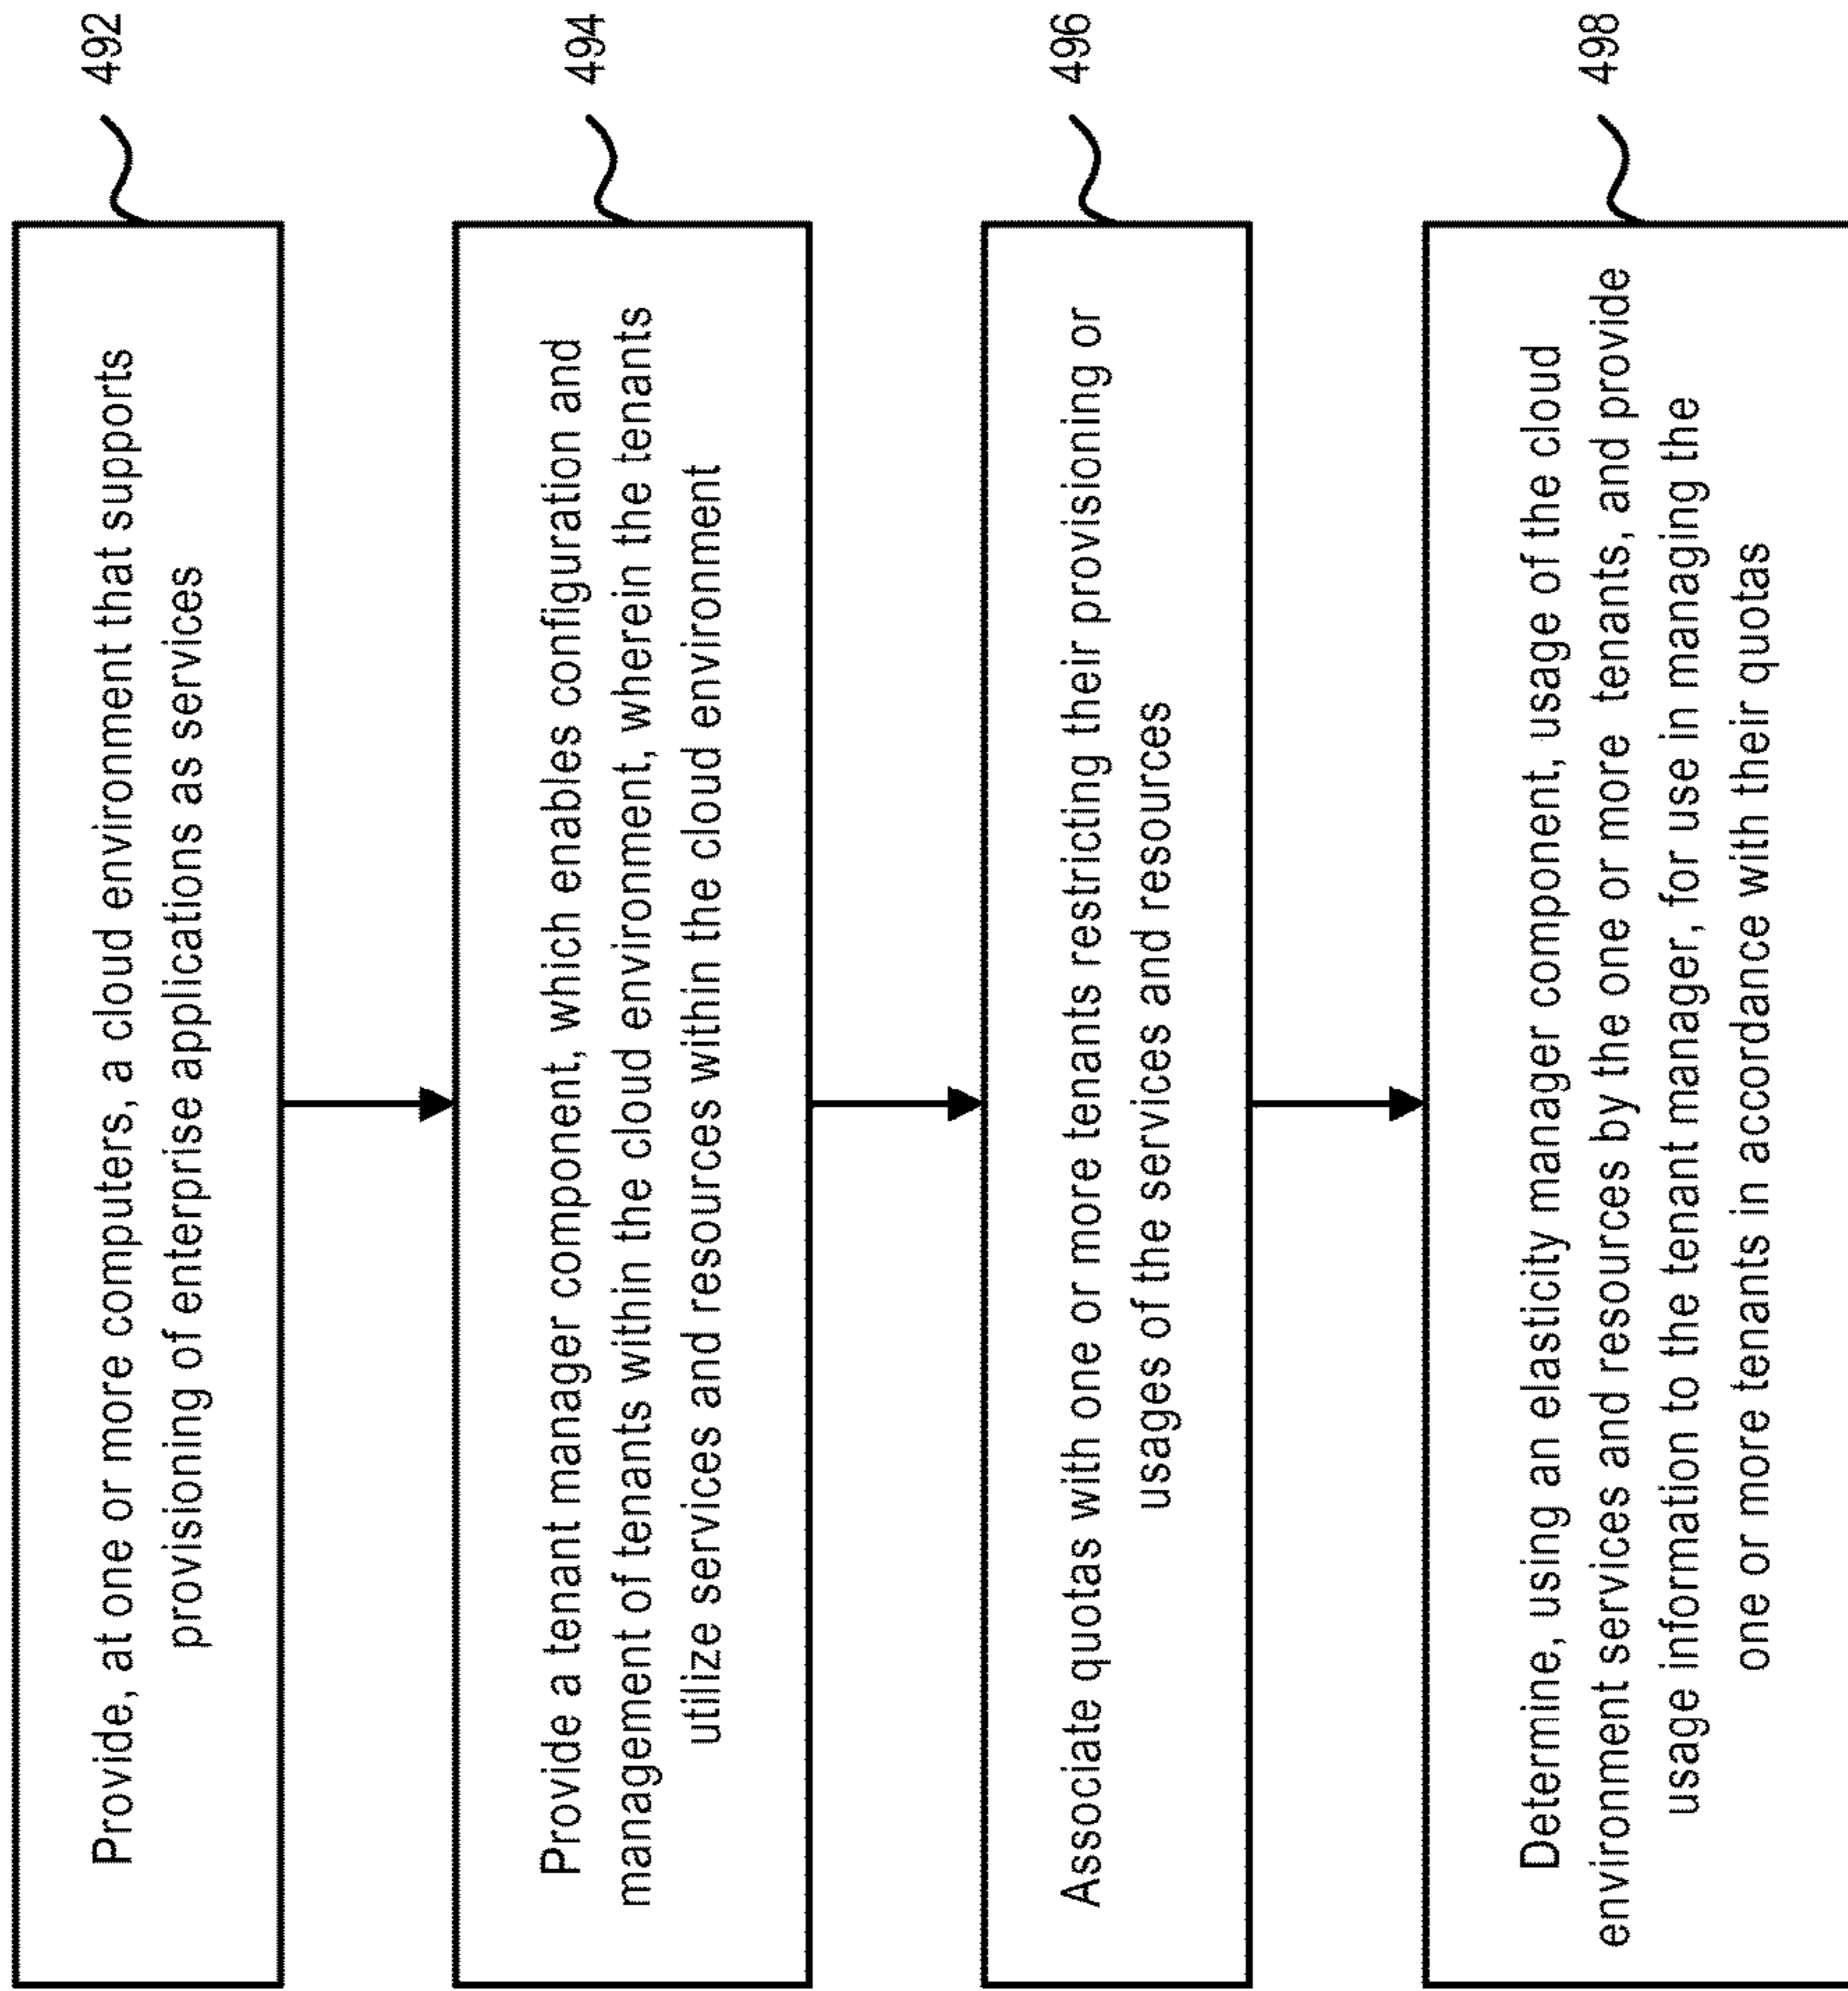 Provide, at one or more computers, a cloud environment that supports
provisioning of enterprise applications as services
492
Provide a tenant manager component, which enables configuration and
management of tenants within the cloud environment, wherein the tenants
utilize services and resources within the cloud environment
494
Associate quotas with one or more tenants restricting their provisioning or
usages of the services and resources
496
Determine, using an elasticity manager component, usage of the cloud
environment services and resources by the one or more tenants, and provide
usage information to the tenant manager, for use in managing the
one or more tenants in accordance with their quotas
498